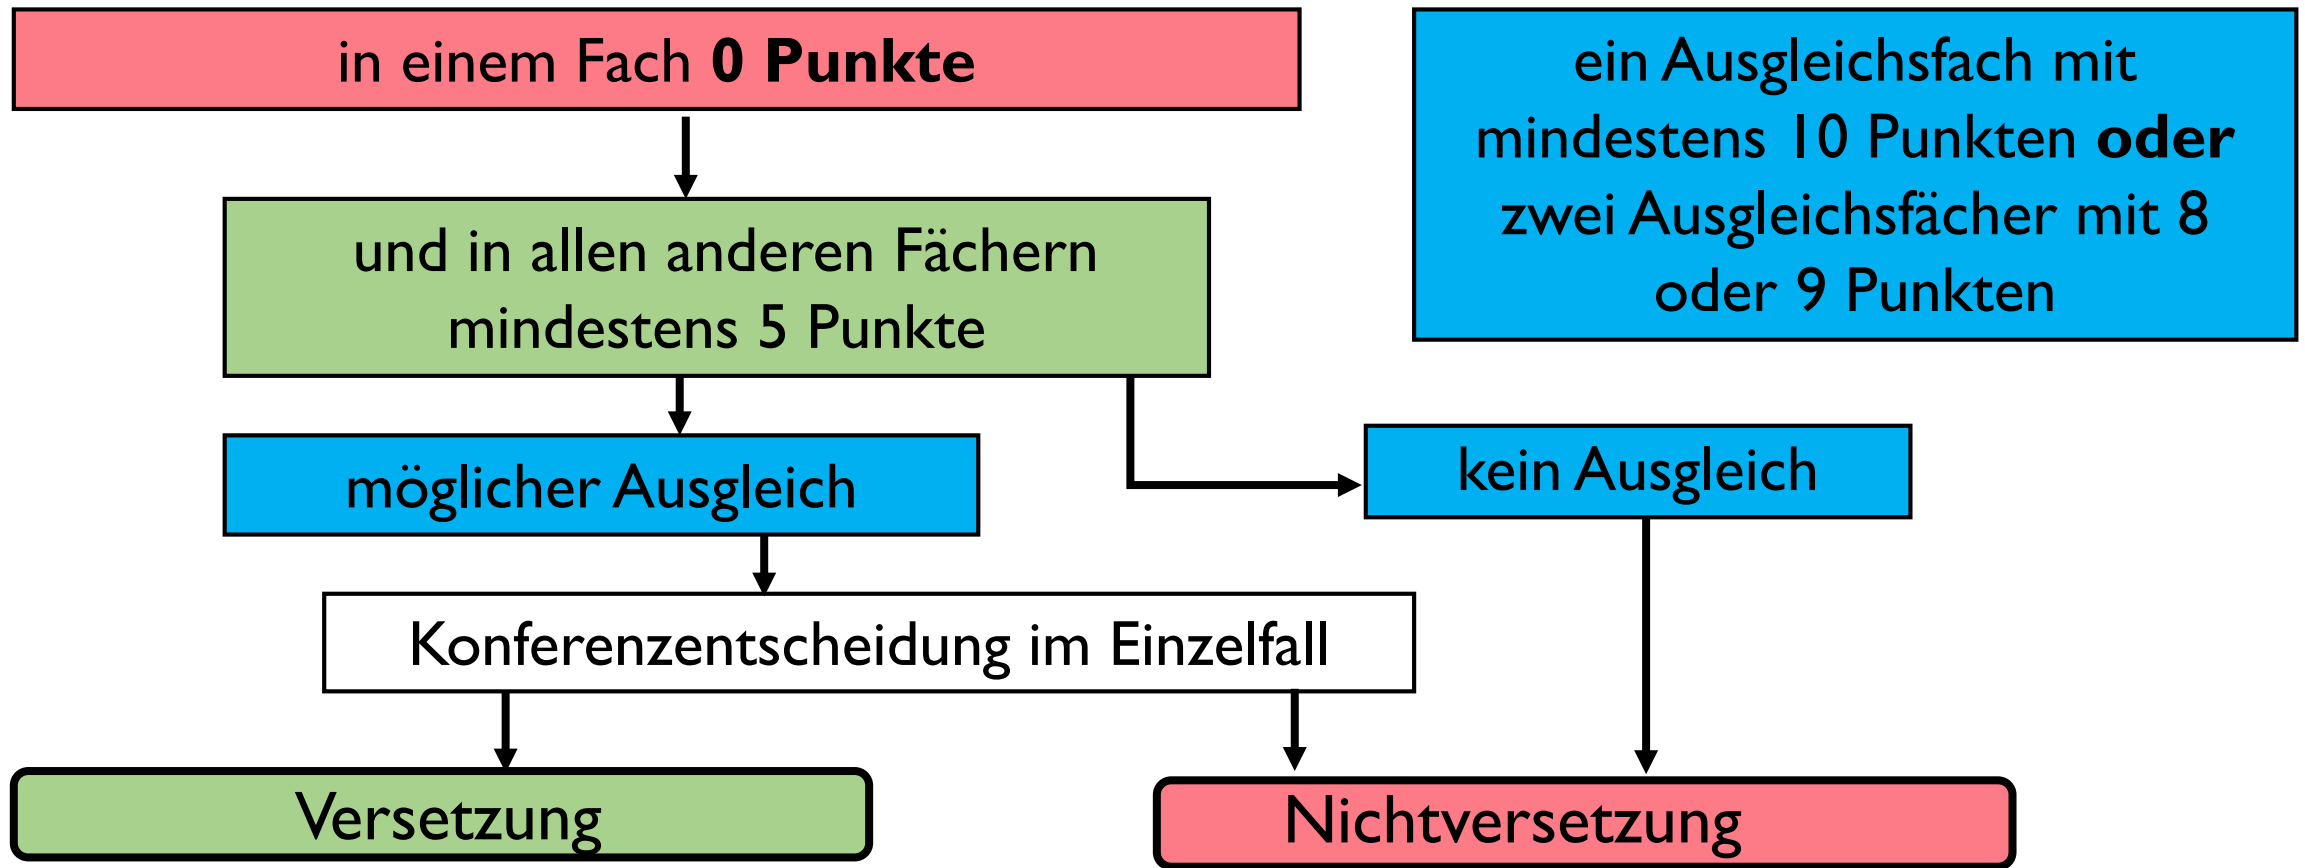 in einem Fach 0 Punkte
ein Ausgleichsfach mit
mindestens 10 Punkten oder
zwei Ausgleichsfächer mit 8
oder 9 Punkten
und in allen anderen Fächern
mindestens 5 Punkte
möglicher Ausgleich
kein Ausgleich
Konferenzentscheidung im Einzelfall
Versetzung
Nichtversetzung